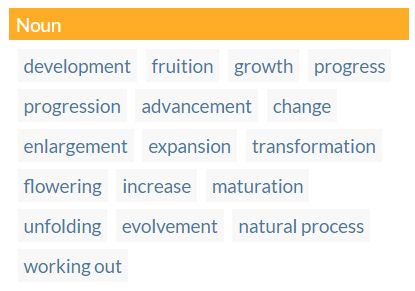 Noun
development fruition growth progress
progression advancement change
enlargement expansion transformation
flowering increase maturation
unfolding evolvement natural process
working out